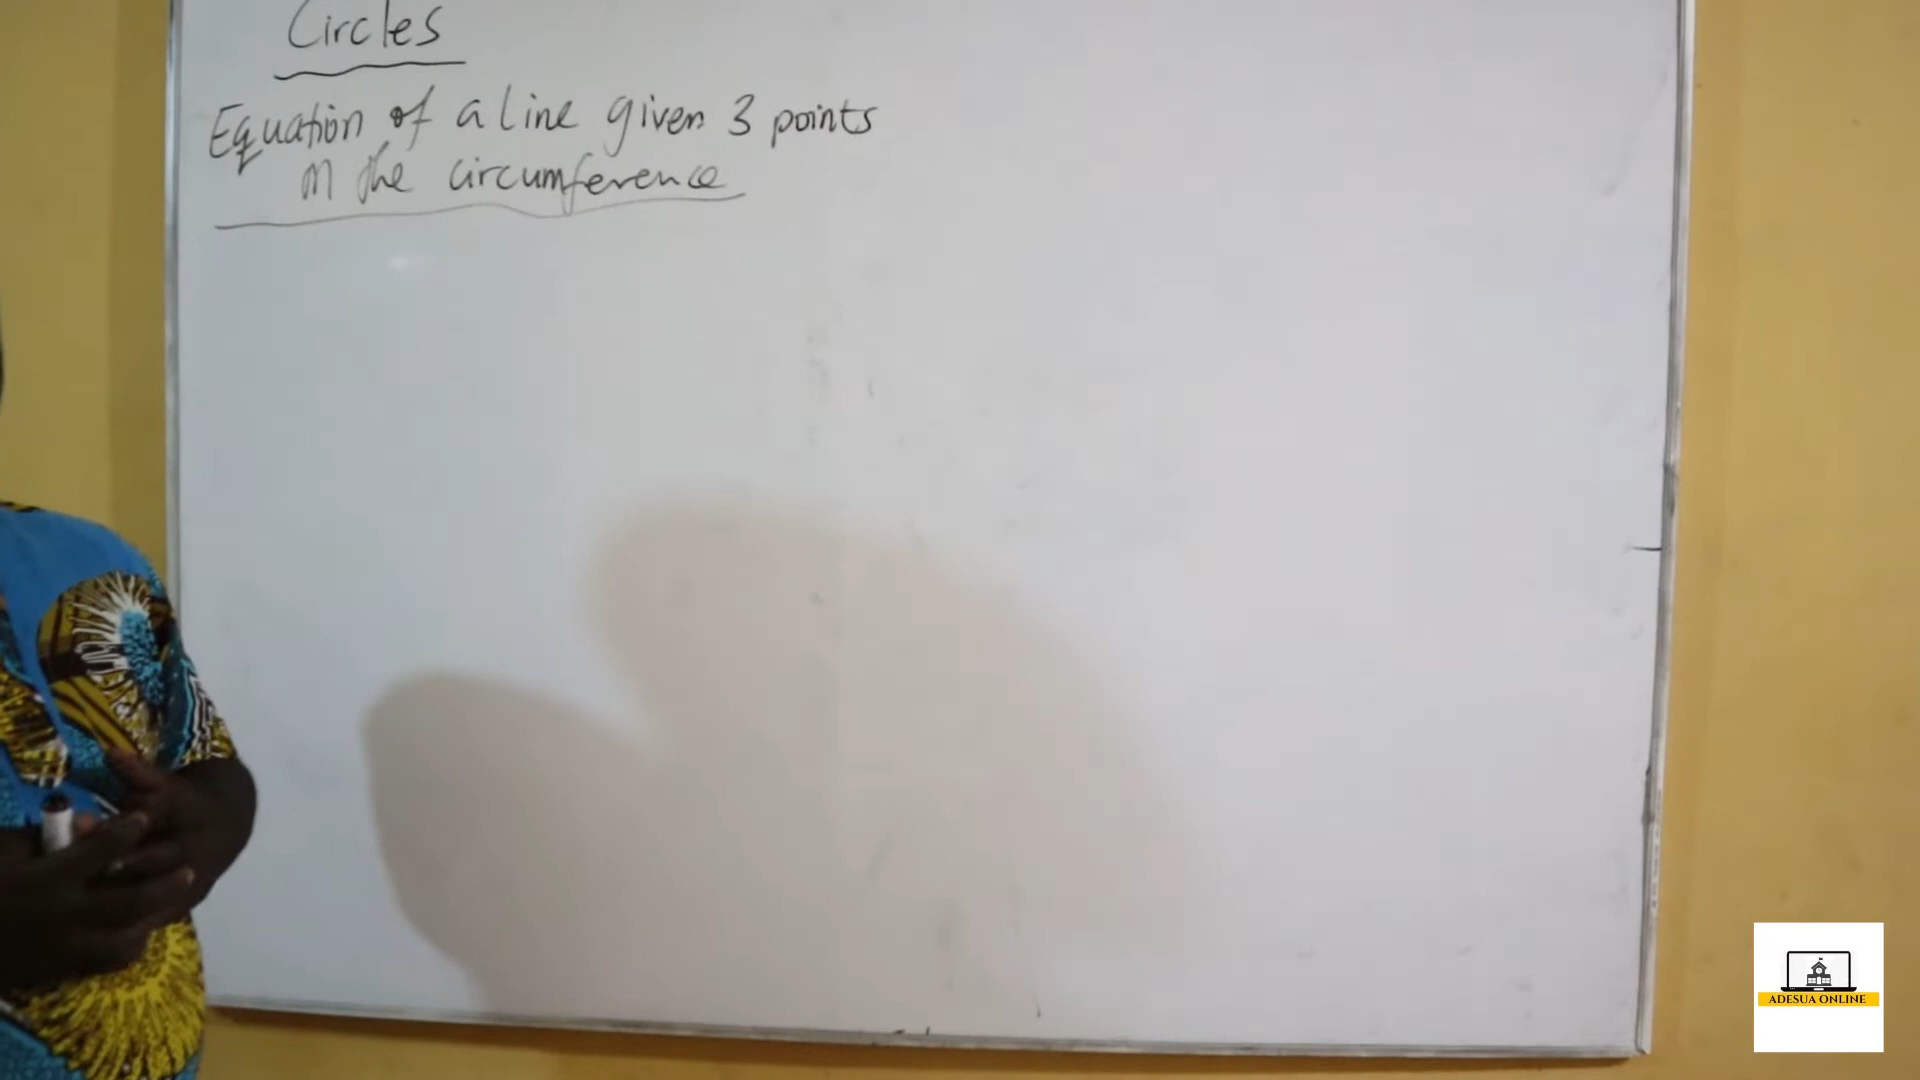 Circles
Equation of a line given 3 points
on the circumference
ADESUA ONLINE